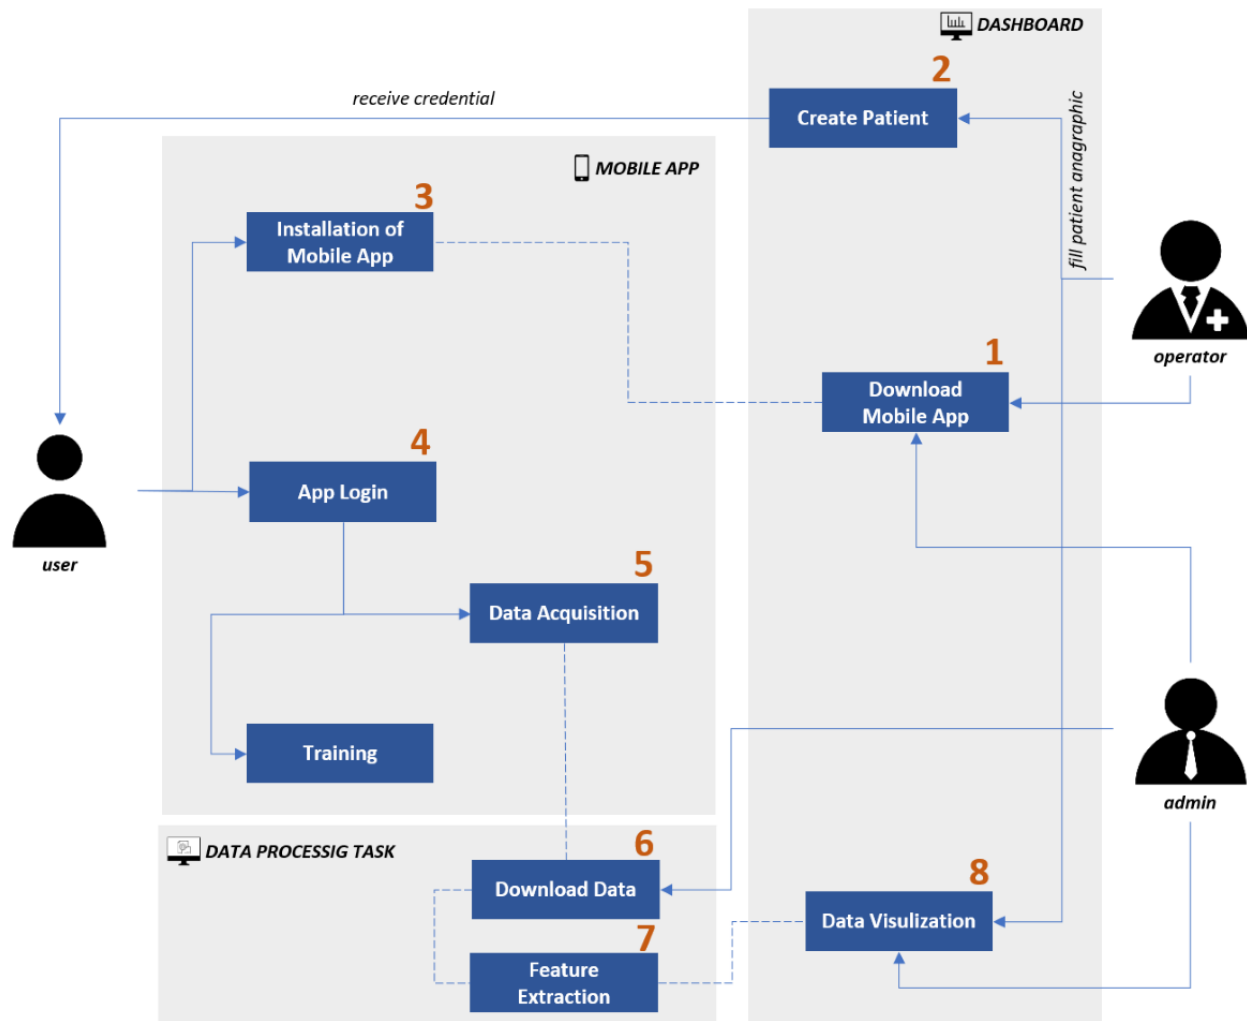 DASHBOARD
2
Create Patient
receive credential
fill patient anagraphic
MOBILE APP
3
Installation of
Mobile App
operator
1
Download
Mobile App
4
App Login
user
5
Data Acquisition
Training
admin
DATA PROCESSIG TASK
6
Download Data
8
Data Visulization
7
Feature
Extraction